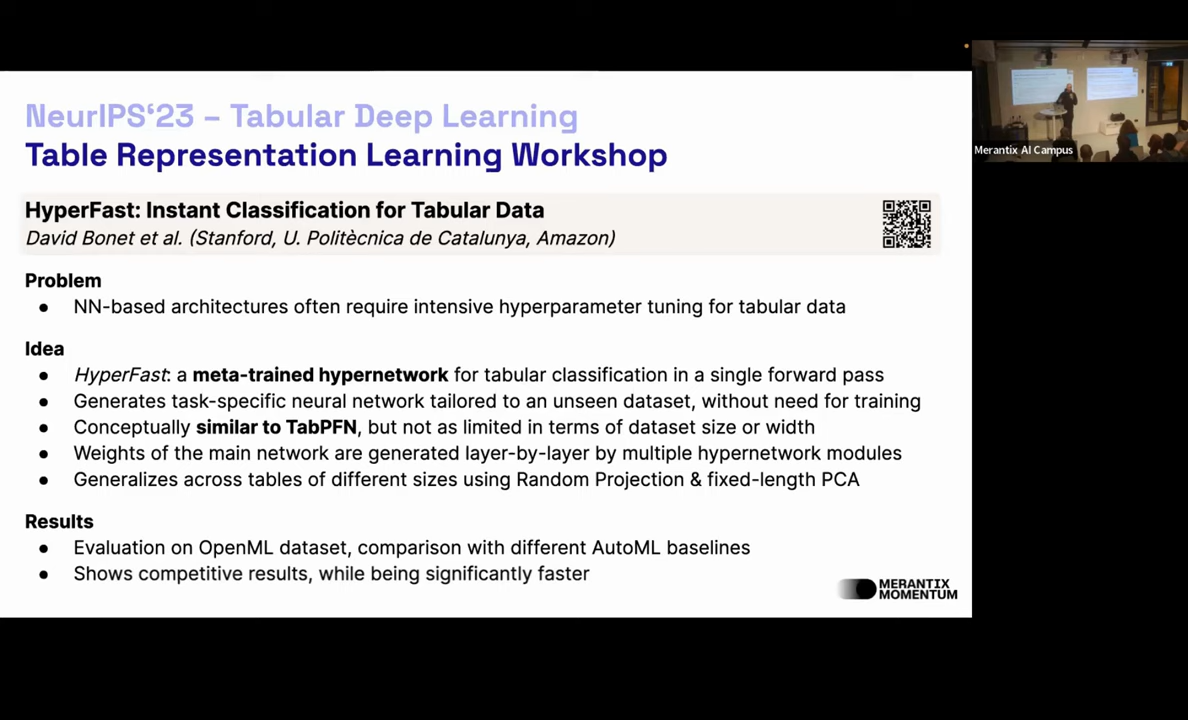 NeurIPS‘23 – Tabular Deep Learning
Table Representation Learning Workshop
HyperFast: Instant Classification for Tabular Data
David Bonet et al. (Stanford, U. Politècnica de Catalunya, Amazon)
Problem
● NN-based architectures often require intensive hyperparameter tuning for tabular data
Idea
● HyperFast: a meta-trained hypernetwork for tabular classification in a single forward pass
● Generates task-specific neural network tailored to an unseen dataset, without need for training
● Conceptually similar to TabPFN, but not as limited in terms of dataset size or width
● Weights of the main network are generated layer-by-layer by multiple hypernetwork modules
● Generalizes across tables of different sizes using Random Projection & fixed-length PCA
Results
● Evaluation on OpenML dataset, comparison with different AutoML baselines
● Shows competitive results, while being significantly faster
MERANTIX
MOMENTUM
Merantix AI Campus